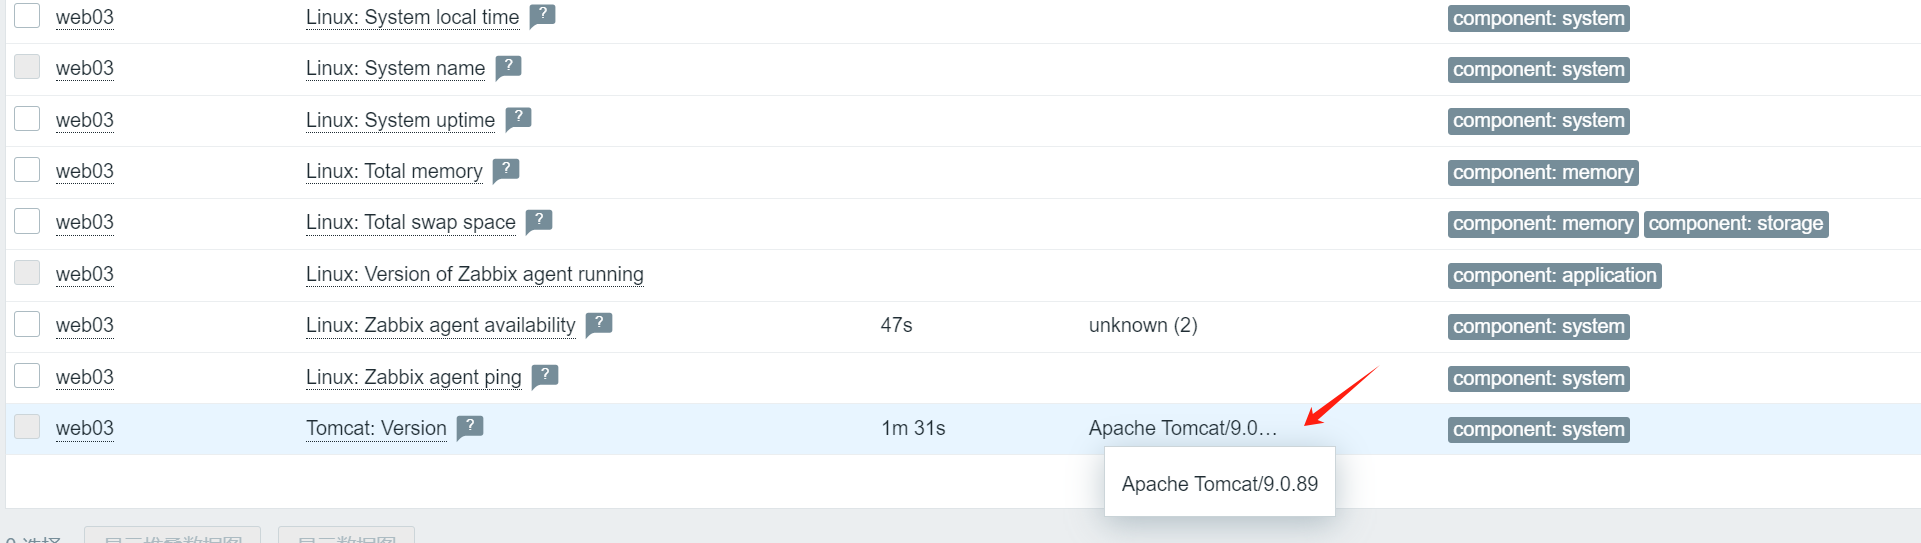 web03 Linux: System local time ? component: system
web03 Linux: System name ? component: system
web03 Linux: System uptime ? component: system
web03 Linux: Total memory ? component: memory
web03 Linux: Total swap space ? component: memory component: storage
web03 Linux: Version of Zabbix agent running component: application
web03 Linux: Zabbix agent availability ? 47s unknown (2) component: system
web03 Linux: Zabbix agent ping ? component: system
web03 Tomcat: Version ? 1m 31s Apache Tomcat/9.0… component: system
Apache Tomcat/9.0.89